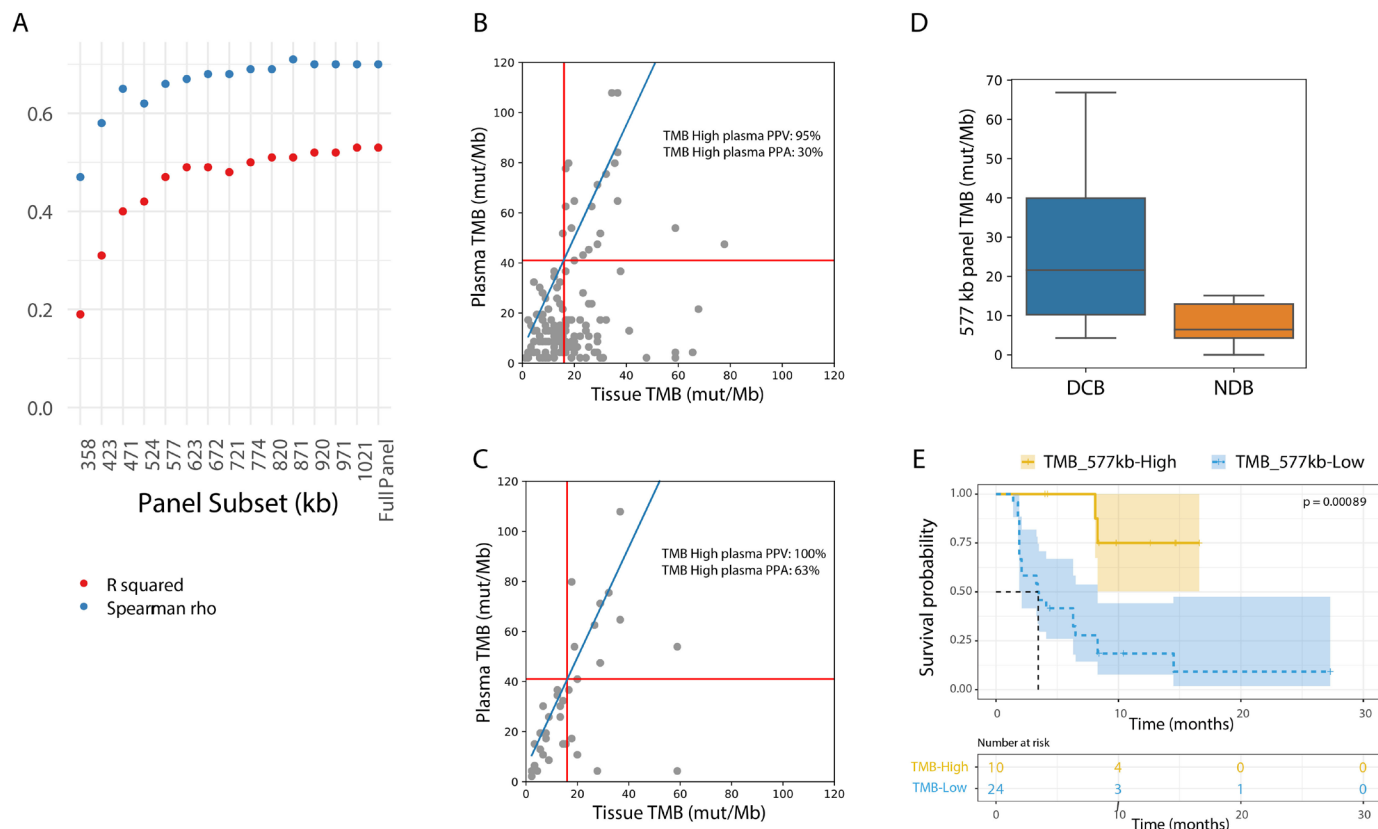 A
0.6
0.4
0.2
0.0
358
423
471
524
577
623
672
721
774
820
871
920
971
1021
Full Panel
Panel Subset (kb)
R squared
Spearman rho
B
120
100
80
60
40
20
0
Plasma TMB (mut/Mb)
TMB High plasma PPV: 95%
TMB High plasma PPA: 30%
0 20 40 60 80 100 120
Tissue TMB (mut/Mb)
C
120
100
80
60
40
20
0
Plasma TMB (mut/Mb)
TMB High plasma PPV: 100%
TMB High plasma PPA: 63%
0 20 40 60 80 100 120
Tissue TMB (mut/Mb)
D
70
60
50
40
30
20
10
0
577 kb panel TMB (mut/Mb)
DCB NDB
E
TMB_577kb-High TMB_577kb-Low
1.00
0.75
0.50
0.25
0.00
Survival probability
p = 0.00089
0 10 20 30
Time (months)
Number at risk
TMB-High 10 4 0 0
TMB-Low 24 3 1 0
0 10 20 30
Time (months)